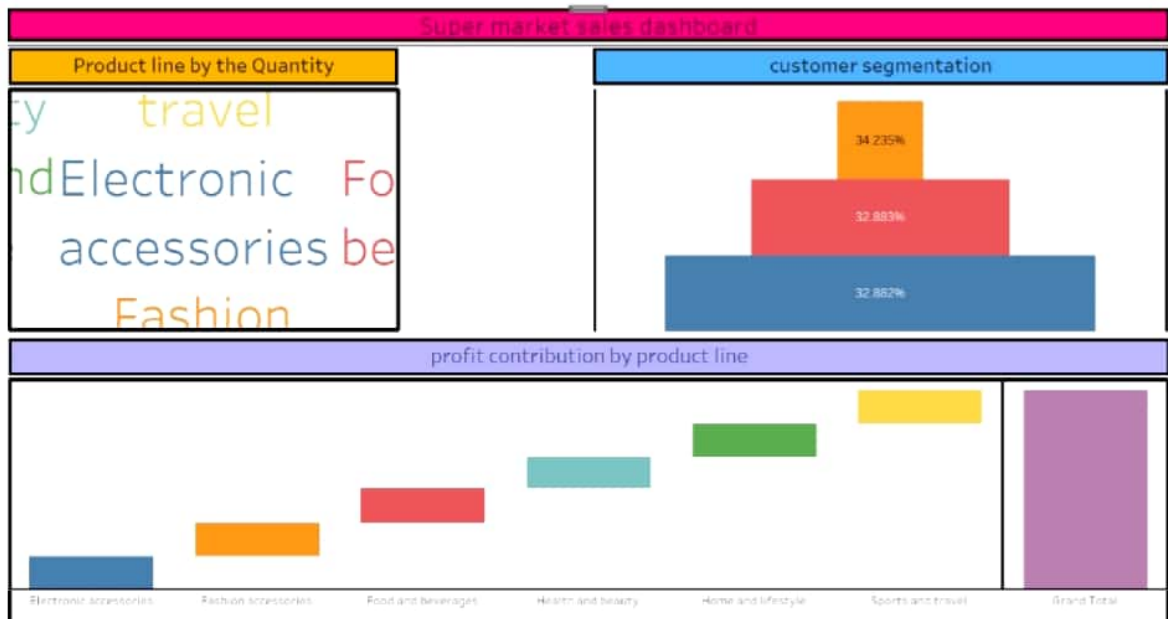 Super market sales dashboard
Product line by the Quantity
customer segmentation
ty travel
nd Electronic Fo
accessories be
Fashion
34.235%
32.883%
32.882%
profit contribution by product line
Electronic accessories Fashion accessories Food and beverages Health and beauty Home and lifestyle Sports and travel Grand Total